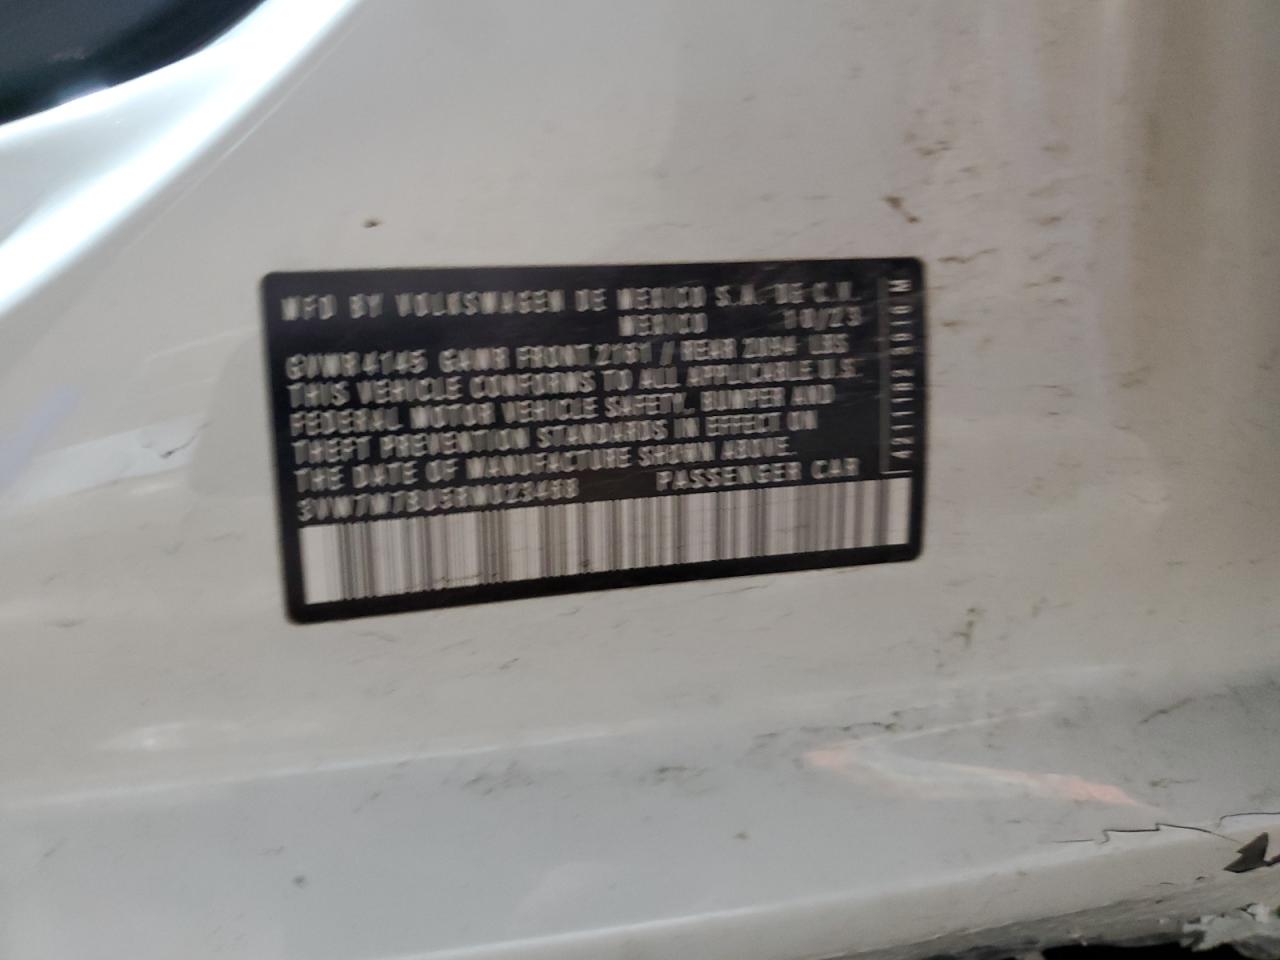 MFD BY VOLKSWAGEN DE MEXICO S.A. DE C.V.
MEXICO 10/23
GVWR 4145 GAWR FRONT 2161 / REAR 2094 LBS
THIS VEHICLE CONFORMS TO ALL APPLICABLE U.S.
FEDERAL MOTOR VEHICLE SAFETY, BUMPER AND
THEFT PREVENTION STANDARDS IN EFFECT ON
THE DATE OF MANUFACTURE SHOWN ABOVE.
PASSENGER CAR